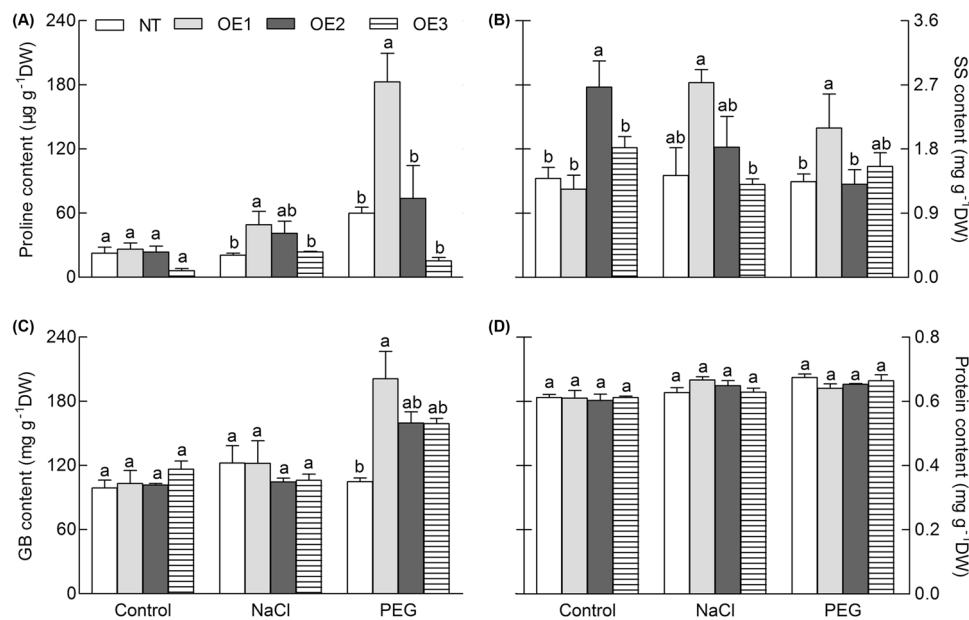 (A)
240
180
120
60
0
Proline content (µg g⁻¹DW)
NT OE1 OE2 OE3
a a a a
b a ab b
b a b b
(B)
3.6
2.7
1.8
0.9
0.0
SS content (mg g⁻¹DW)
b b a b
ab a ab b
b a b ab
(C)
240
180
120
60
0
GB content (mg g⁻¹DW)
a a a a
a a a a
b a ab ab
Control NaCl PEG
(D)
0.8
0.6
0.4
0.2
0.0
Protein content (mg g⁻¹DW)
a a a a
a a a a
a a a a
Control NaCl PEG